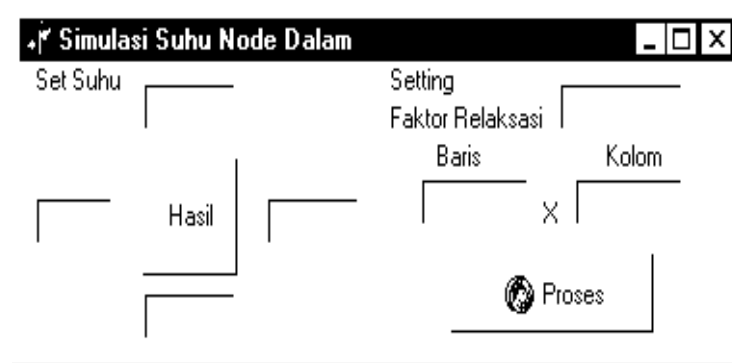 Simulasi Suhu Node Dalam
Set Suhu
Setting
Faktor Relaksasi
Baris Kolom
Hasil
X
Proses